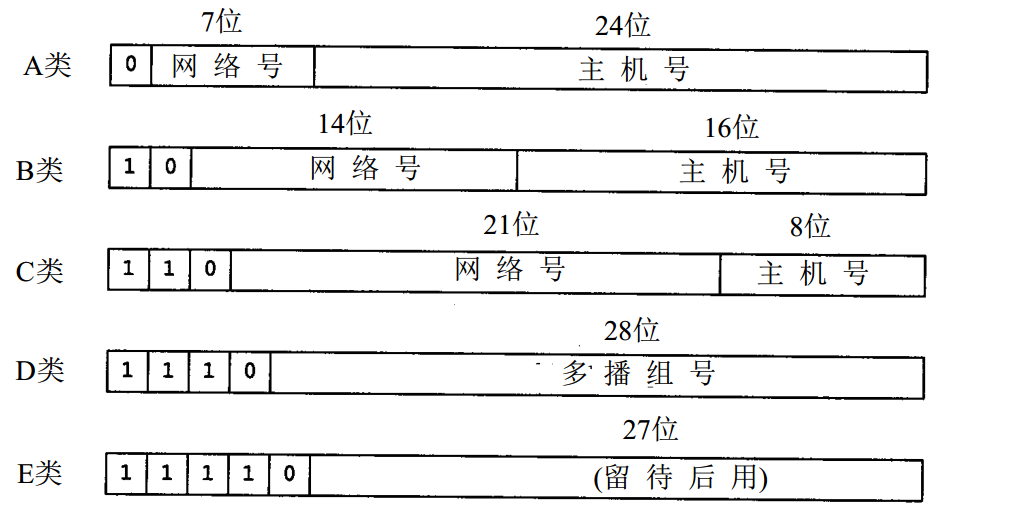 7位 24位
A类 0 网络号 主机号
14位 16位
B类 1 0 网络号 主机号
21位 8位
C类 1 1 0 网络号 主机号
28位
D类 1 1 1 0 多播组号
27位
E类 1 1 1 1 0 (留待后用)